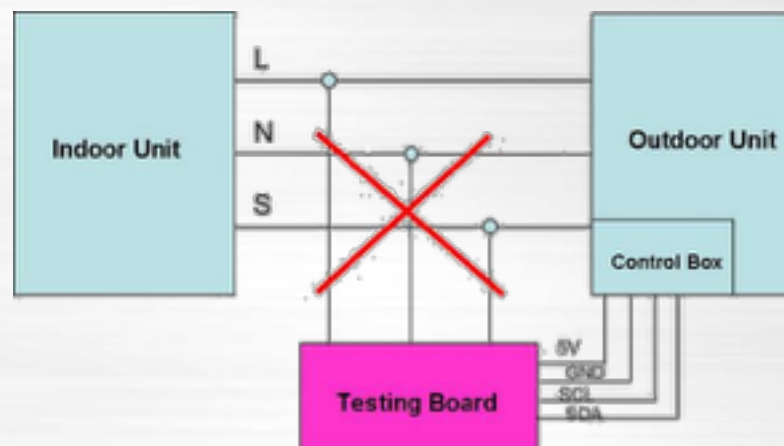 L
N
S
Indoor Unit
Outdoor Unit
Control Box
5V
GND
SCL
SDA
Testing Board